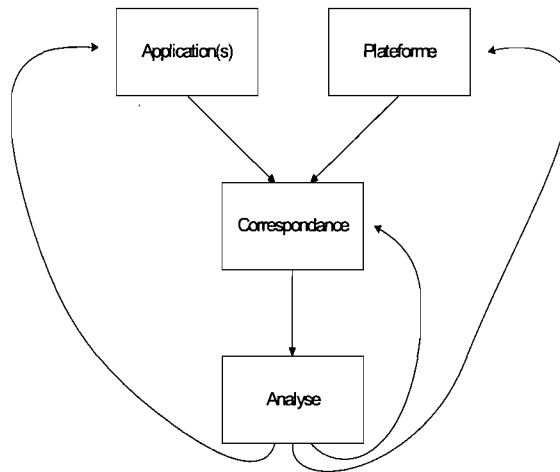 Application(s)
Plateforme
Correspondance
Analyse